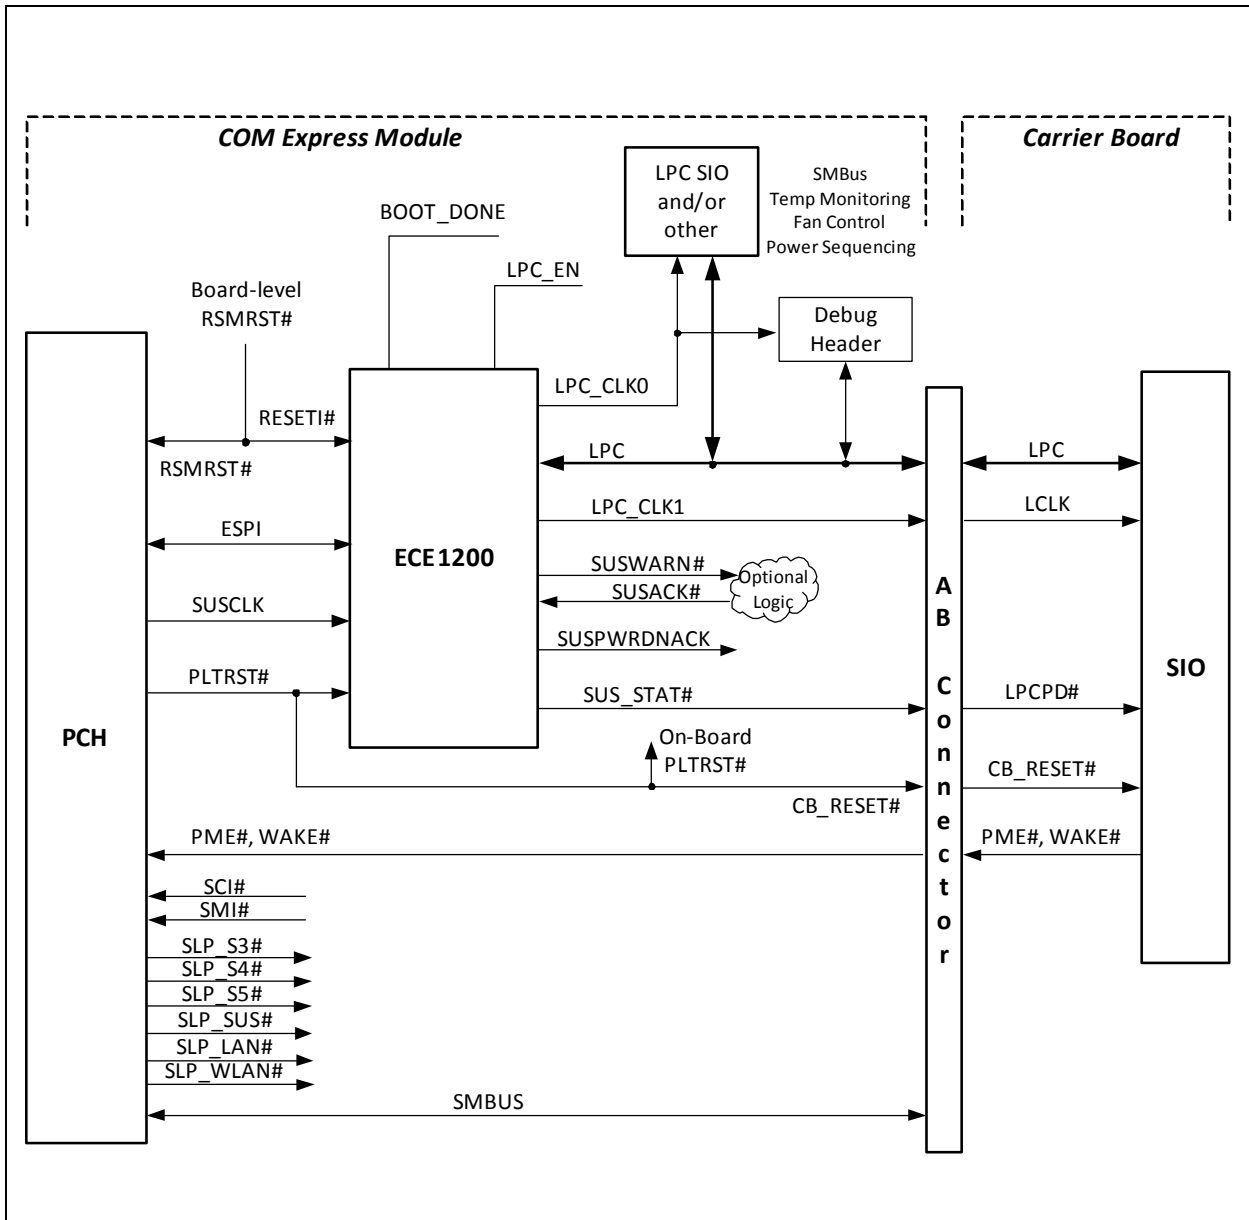 COM Express Module
Carrier Board
LPC SIO
and/or
other
SMBus
Temp Monitoring
Fan Control
Power Sequencing
BOOT_DONE
LPC_EN
Board-level
RSMRST#
Debug
Header
LPC_CLK0
RESETI#
RSMRST#
LPC
LPC
ESPI
LPC_CLK1
LCLK
ECE1200
SUSWARN#
SUSACK#
Optional
Logic
SUSCLK
SUSPWRDNACK
PLTRST#
SUS_STAT#
LPCPD#
SIO
PCH
On-Board
PLTRST#
CB_RESET#
CB_RESET#
AB Connector
PME#, WAKE#
PME#, WAKE#
SCI#
SMI#
SLP_S3#
SLP_S4#
SLP_S5#
SLP_SUS#
SLP_LAN#
SLP_WLAN#
SMBUS